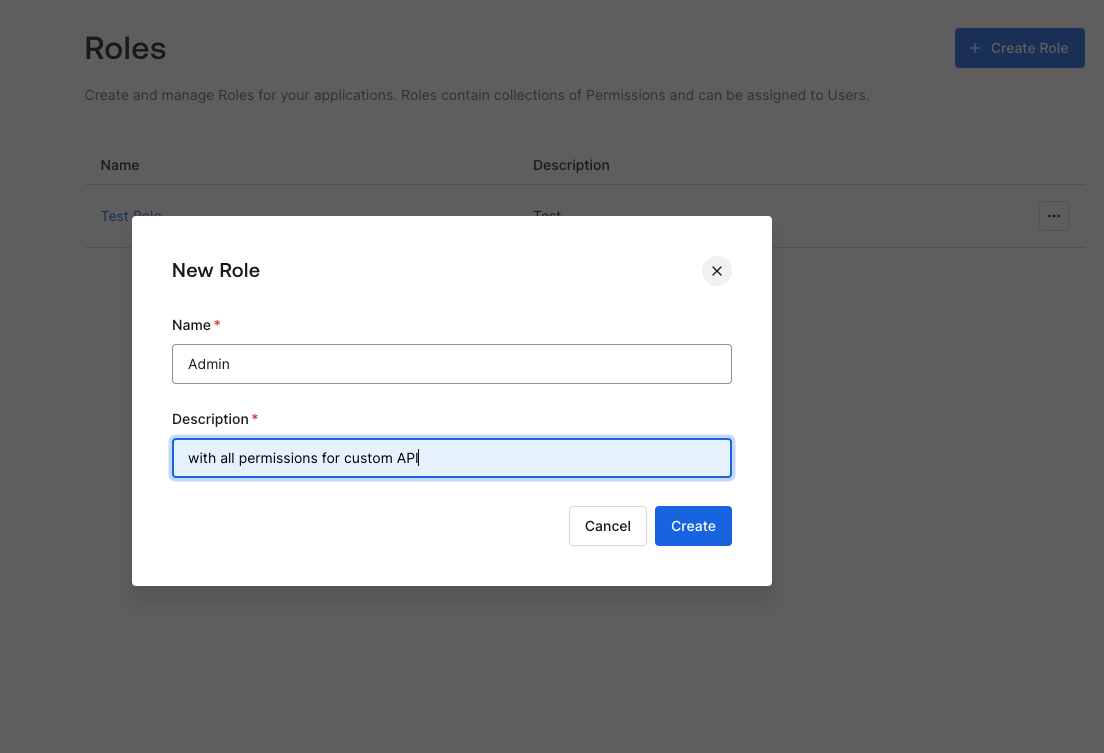 Roles
+ Create Role
Create and manage Roles for your applications. Roles contain collections of Permissions and can be assigned to Users.
Name Description
Test Role Test
New Role
Name *
Admin
Description *
with all permissions for custom API
Cancel Create